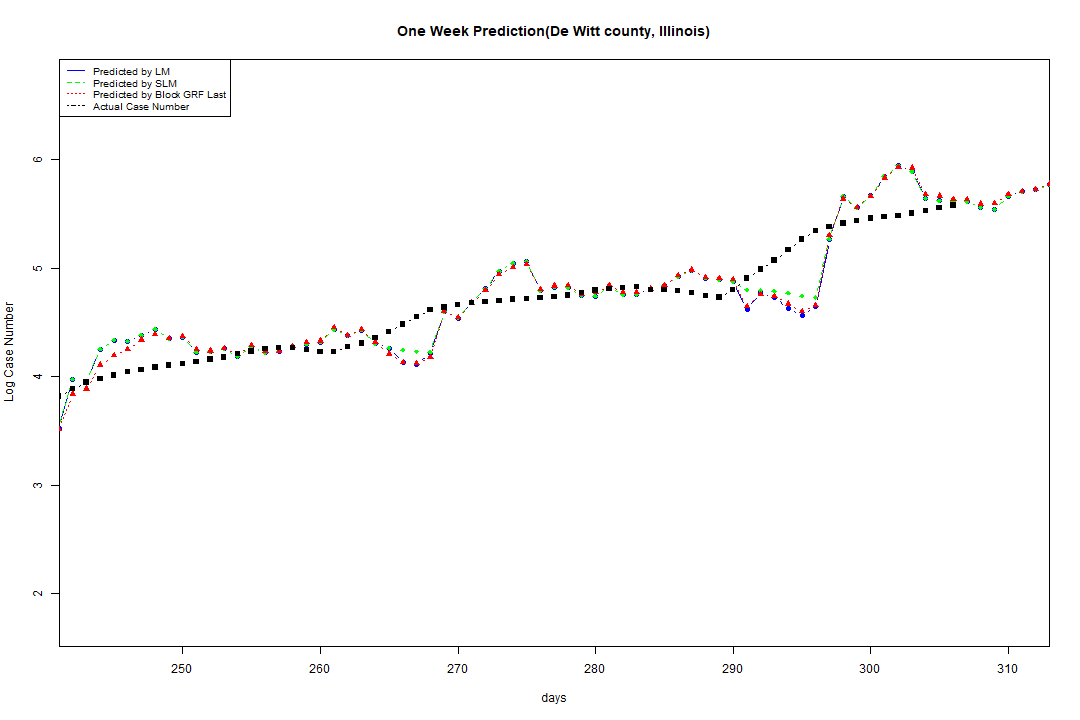 One Week Prediction(De Witt county, Illinois)
Predicted by LM
Predicted by SLM
Predicted by Block GRF Last
Actual Case Number
6
5
4
3
2
Log Case Number
250 260 270 280 290 300 310
days